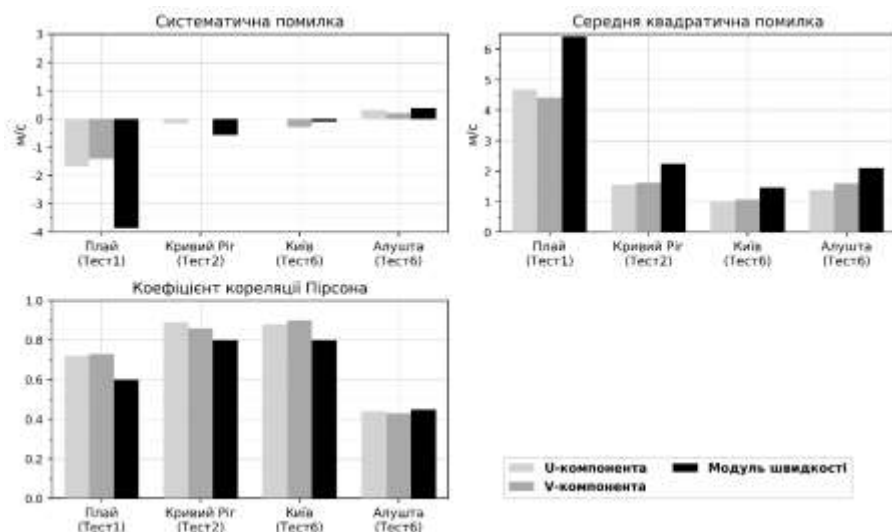 Систематична помилка
3
2
1
0
-1
-2
-3
-4
м/с
Плай Кривий Ріг Київ Алушта
(Тест1) (Тест2) (Тест6) (Тест6)
Середня квадратична помилка
6
5
4
3
2
1
0
м/с
Плай Кривий Ріг Київ Алушта
(Тест1) (Тест2) (Тест6) (Тест6)
Коефіцієнт кореляції Пірсона
1.0
0.8
0.6
0.4
0.2
0.0
Плай Кривий Ріг Київ Алушта
(Тест1) (Тест2) (Тест6) (Тест6)
U-компонента Модуль швидкості
V-компонента